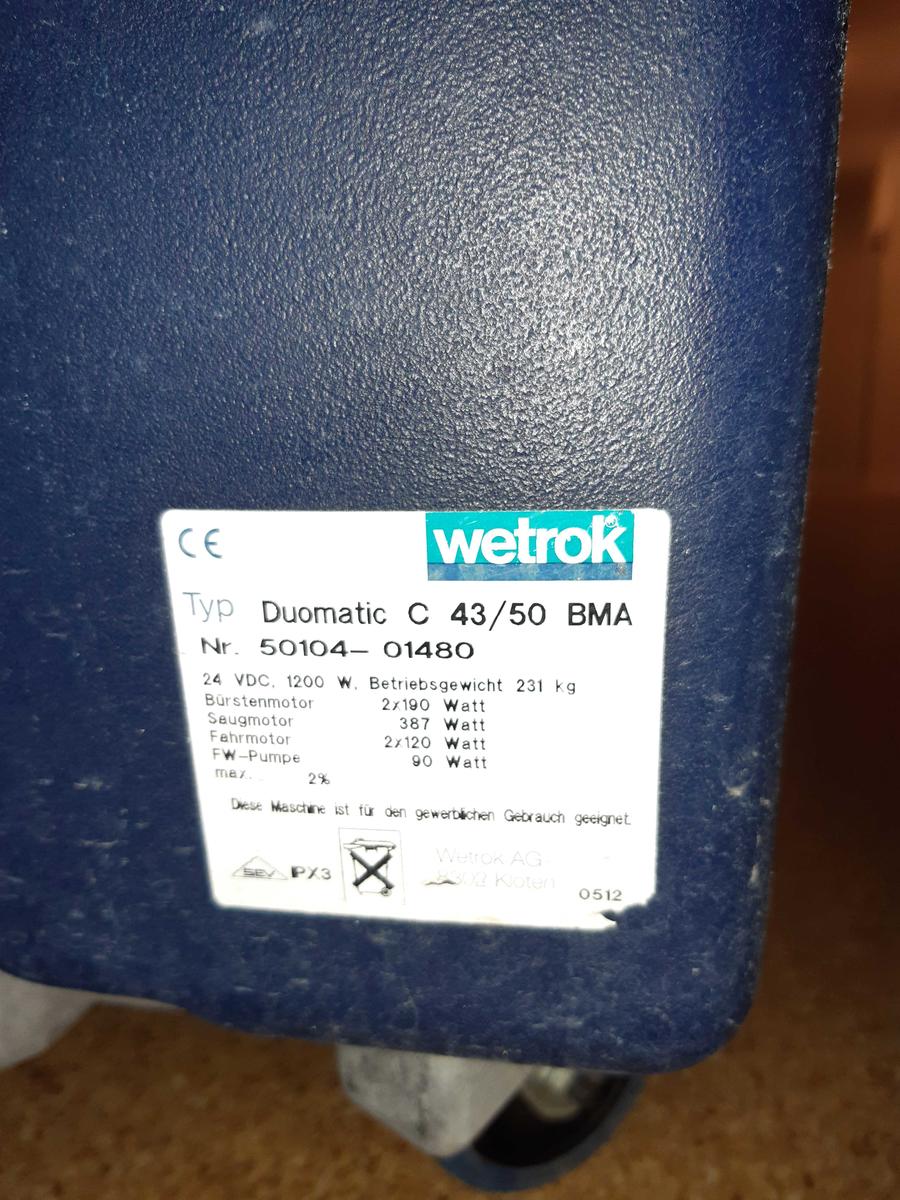 CE
wetrok®
Typ Duomatic C 43/50 BMA
Nr. 50104- 01480
24 VDC, 1200 W, Betriebsgewicht 231 kg
Bürstenmotor 2x190 Watt
Saugmotor 387 Watt
Fahrmotor 2x120 Watt
FW-Pumpe 90 Watt
max. 2%
Diese Maschine ist für den gewerblichen Gebrauch geeignet.
SEV IPX3
Wetrok AG
8302 Kloten
0512